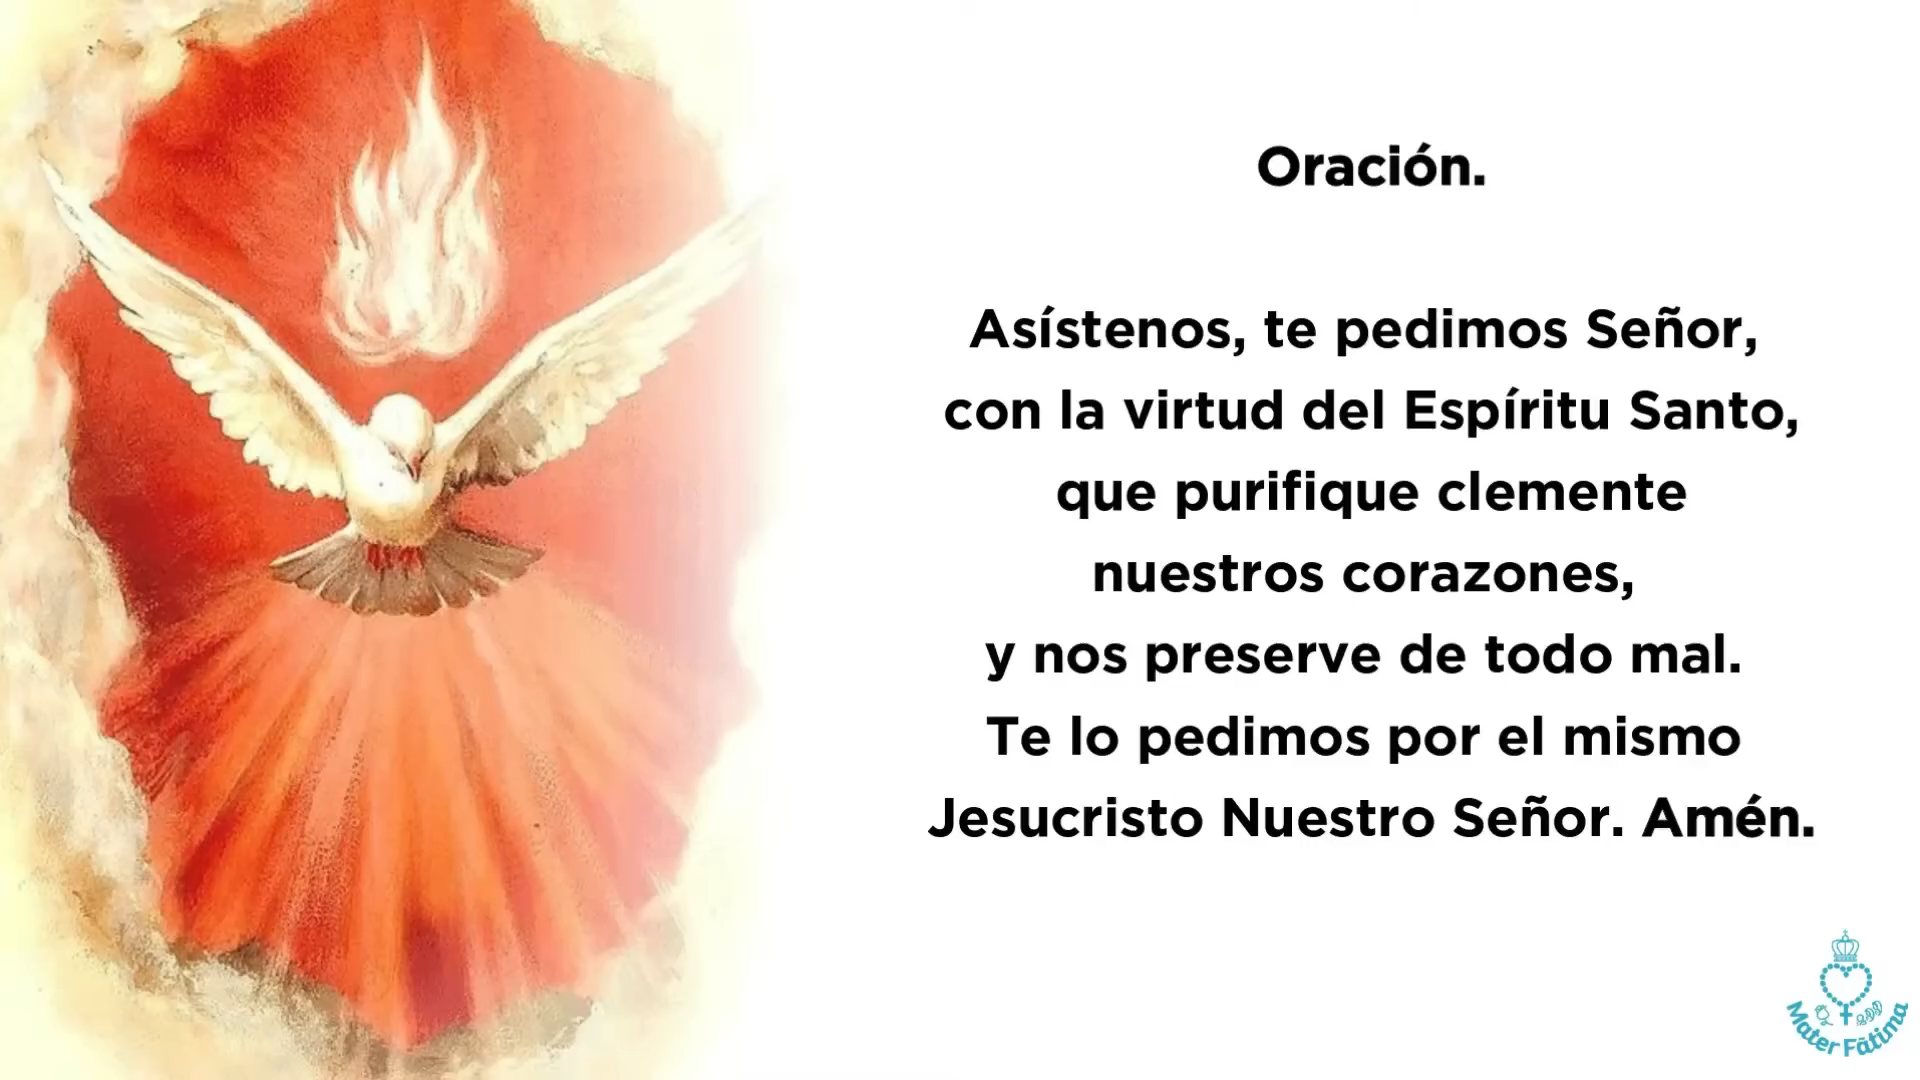 Oración.
Asístenos, te pedimos Señor,
con la virtud del Espíritu Santo,
que purifique clemente
nuestros corazones,
y nos preserve de todo mal.
Te lo pedimos por el mismo
Jesucristo Nuestro Señor. Amén.
Mater Fátima